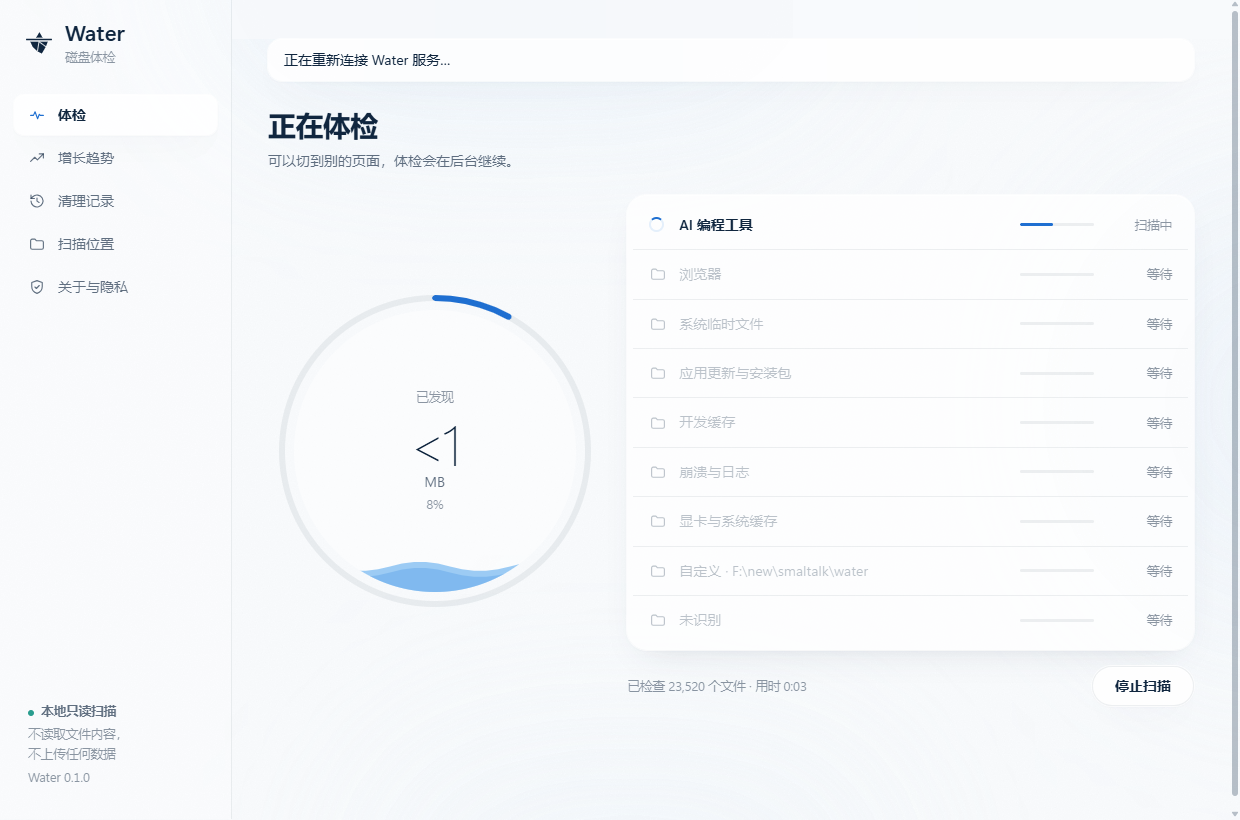 Water
磁盘体检
体检
增长趋势
清理记录
扫描位置
关于与隐私
本地只读扫描
不读取文件内容，
不上传任何数据
Water 0.1.0
正在重新连接 Water 服务...
正在体检
可以切到别的页面，体检会在后台继续。
已发现
<1
MB
8%
AI 编程工具 扫描中
浏览器 等待
系统临时文件 等待
应用更新与安装包 等待
开发缓存 等待
崩溃与日志 等待
显卡与系统缓存 等待
自定义 · F:\new\smaltalk\water 等待
未识别 等待
已检查 23,520 个文件 · 用时 0:03
停止扫描